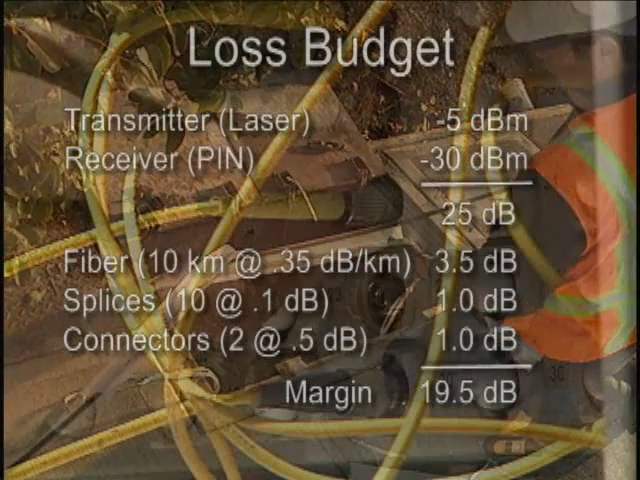 Loss Budget
Transmitter (Laser) -5 dBm
Receiver (PIN) -30 dBm
25 dB
Fiber (10 km @ .35 dB/km) 3.5 dB
Splices (10 @ .1 dB) 1.0 dB
Connectors (2 @ .5 dB) 1.0 dB
Margin 19.5 dB